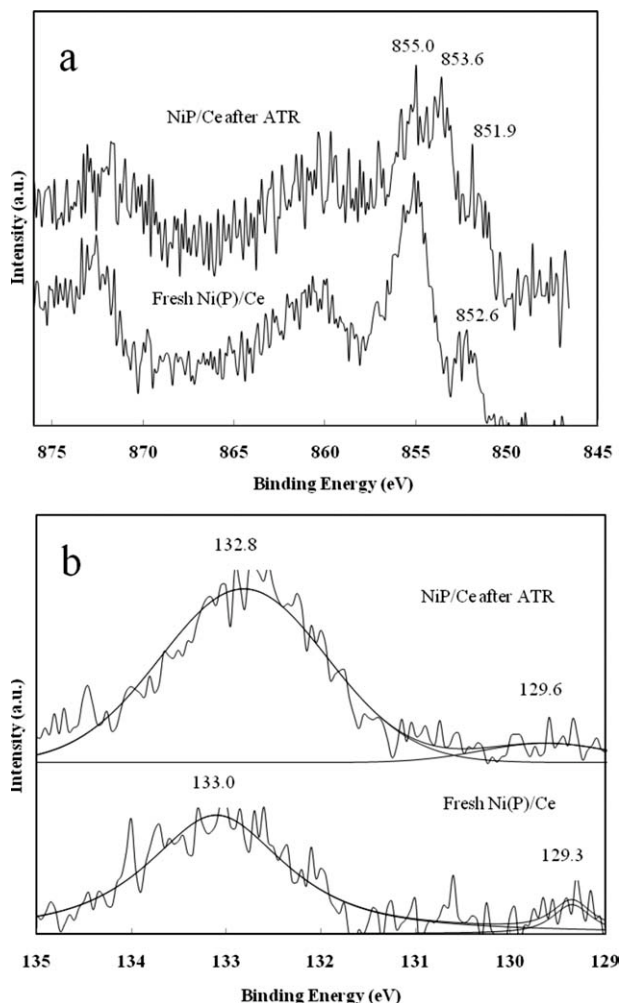 a
855.0
853.6
NiP/Ce after ATR
851.9
Fresh Ni(P)/Ce
852.6
Intensity (a.u.)
875 870 865 860 855 850 845
Binding Energy (eV)
b
132.8
NiP/Ce after ATR
129.6
133.0
Fresh Ni(P)/Ce
129.3
Intensity (a.u.)
135 134 133 132 131 130 129
Binding Energy (eV)